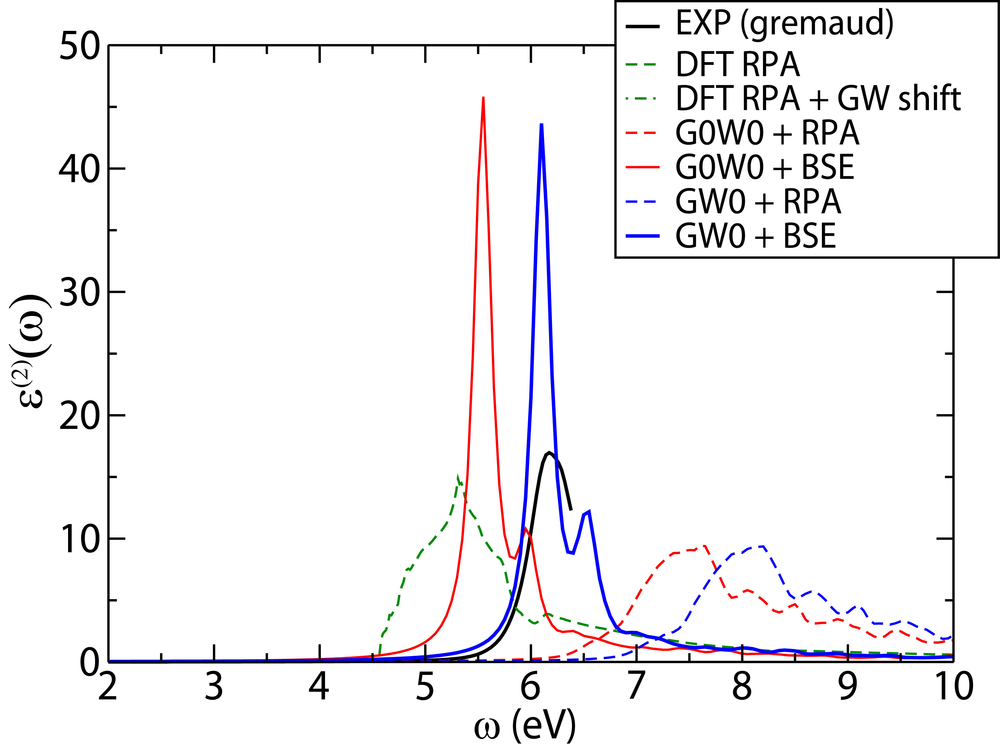 EXP (gremaud)
DFT RPA
DFT RPA + GW shift
G0W0 + RPA
G0W0 + BSE
GW0 + RPA
GW0 + BSE
50
40
30
20
10
0
ε(2)(ω)
2 3 4 5 6 7 8 9 10
ω (eV)